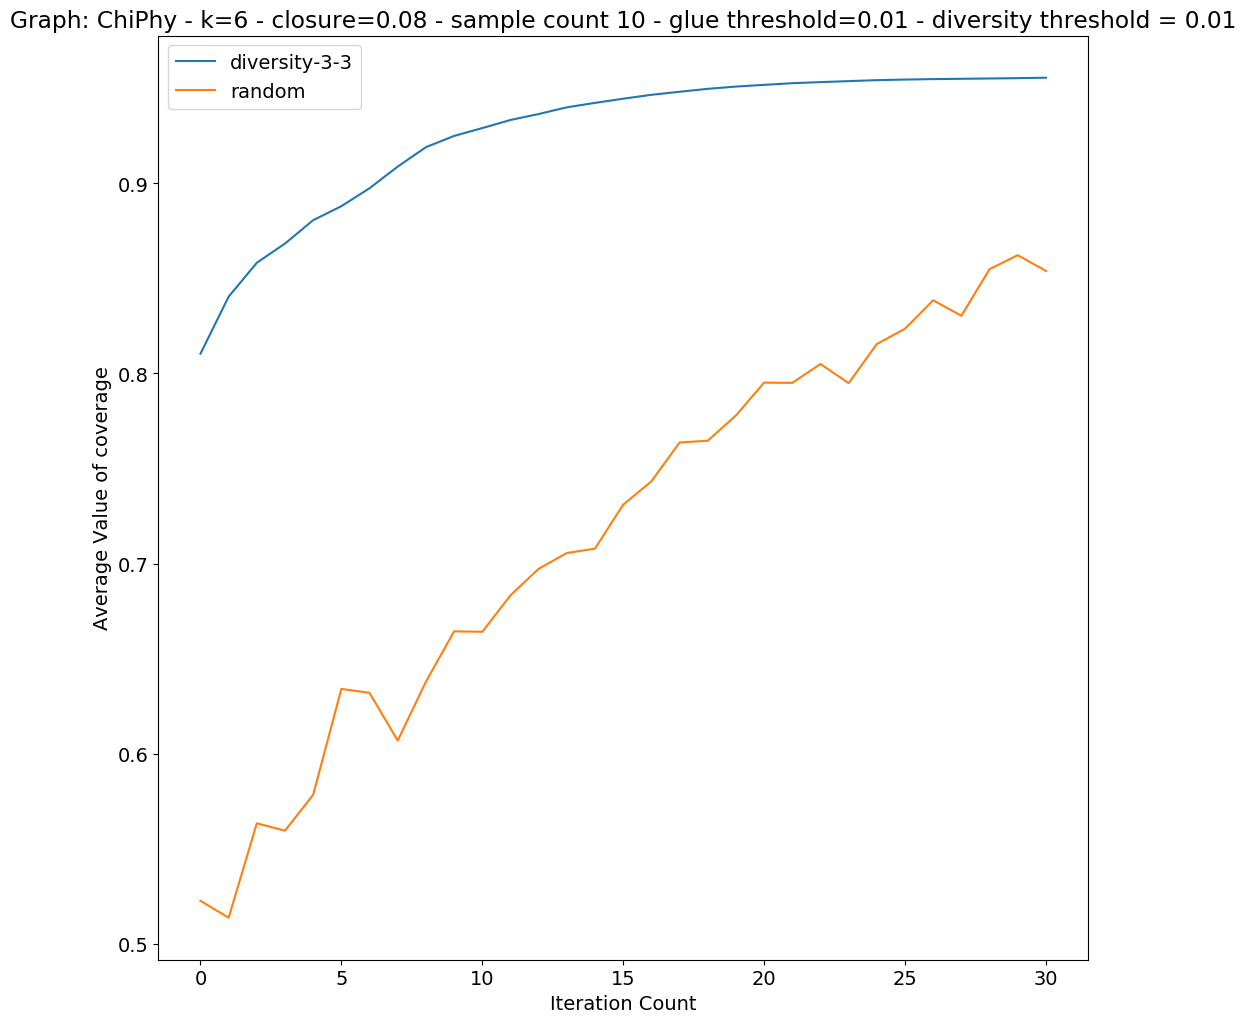 Graph: ChiPhy - k=6 - closure=0.08 - sample count 10 - glue threshold=0.01 - diversity threshold = 0.01
diversity-3-3
random
Average Value of coverage
0.9
0.8
0.7
0.6
0.5
0 5 10 15 20 25 30
Iteration Count